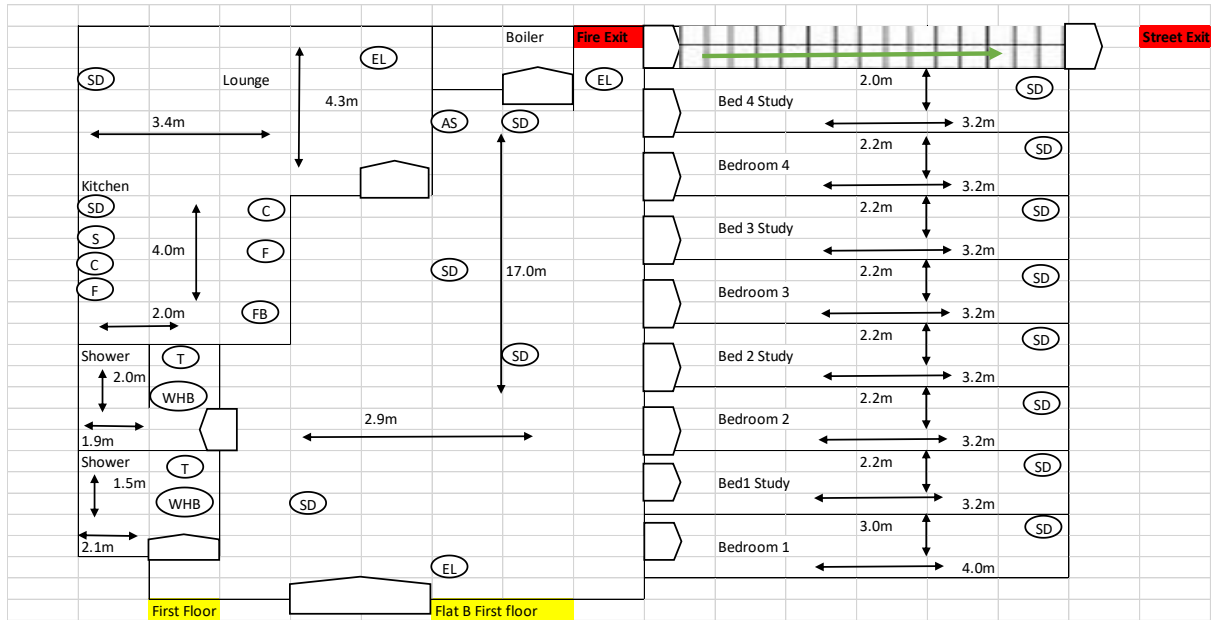 Boiler Fire Exit Street Exit
EL
SD Lounge EL 2.0m
Bed 4 Study SD
4.3m
3.4m AS SD 3.2m
2.2m SD
Bedroom 4
Kitchen 3.2m
SD C 2.2m SD
Bed 3 Study
S
4.0m F 3.2m
C SD 17.0m 2.2m SD
F Bedroom 3
2.0m FB 3.2m
2.2m SD
Shower T SD Bed 2 Study
2.0m 3.2m
WHB 2.2m SD
2.9m Bedroom 2
1.9m 3.2m
Shower T 2.2m SD
1.5m Bed1 Study
WHB SD 3.2m
3.0m SD
2.1m Bedroom 1
EL 4.0m
First Floor Flat B First floor